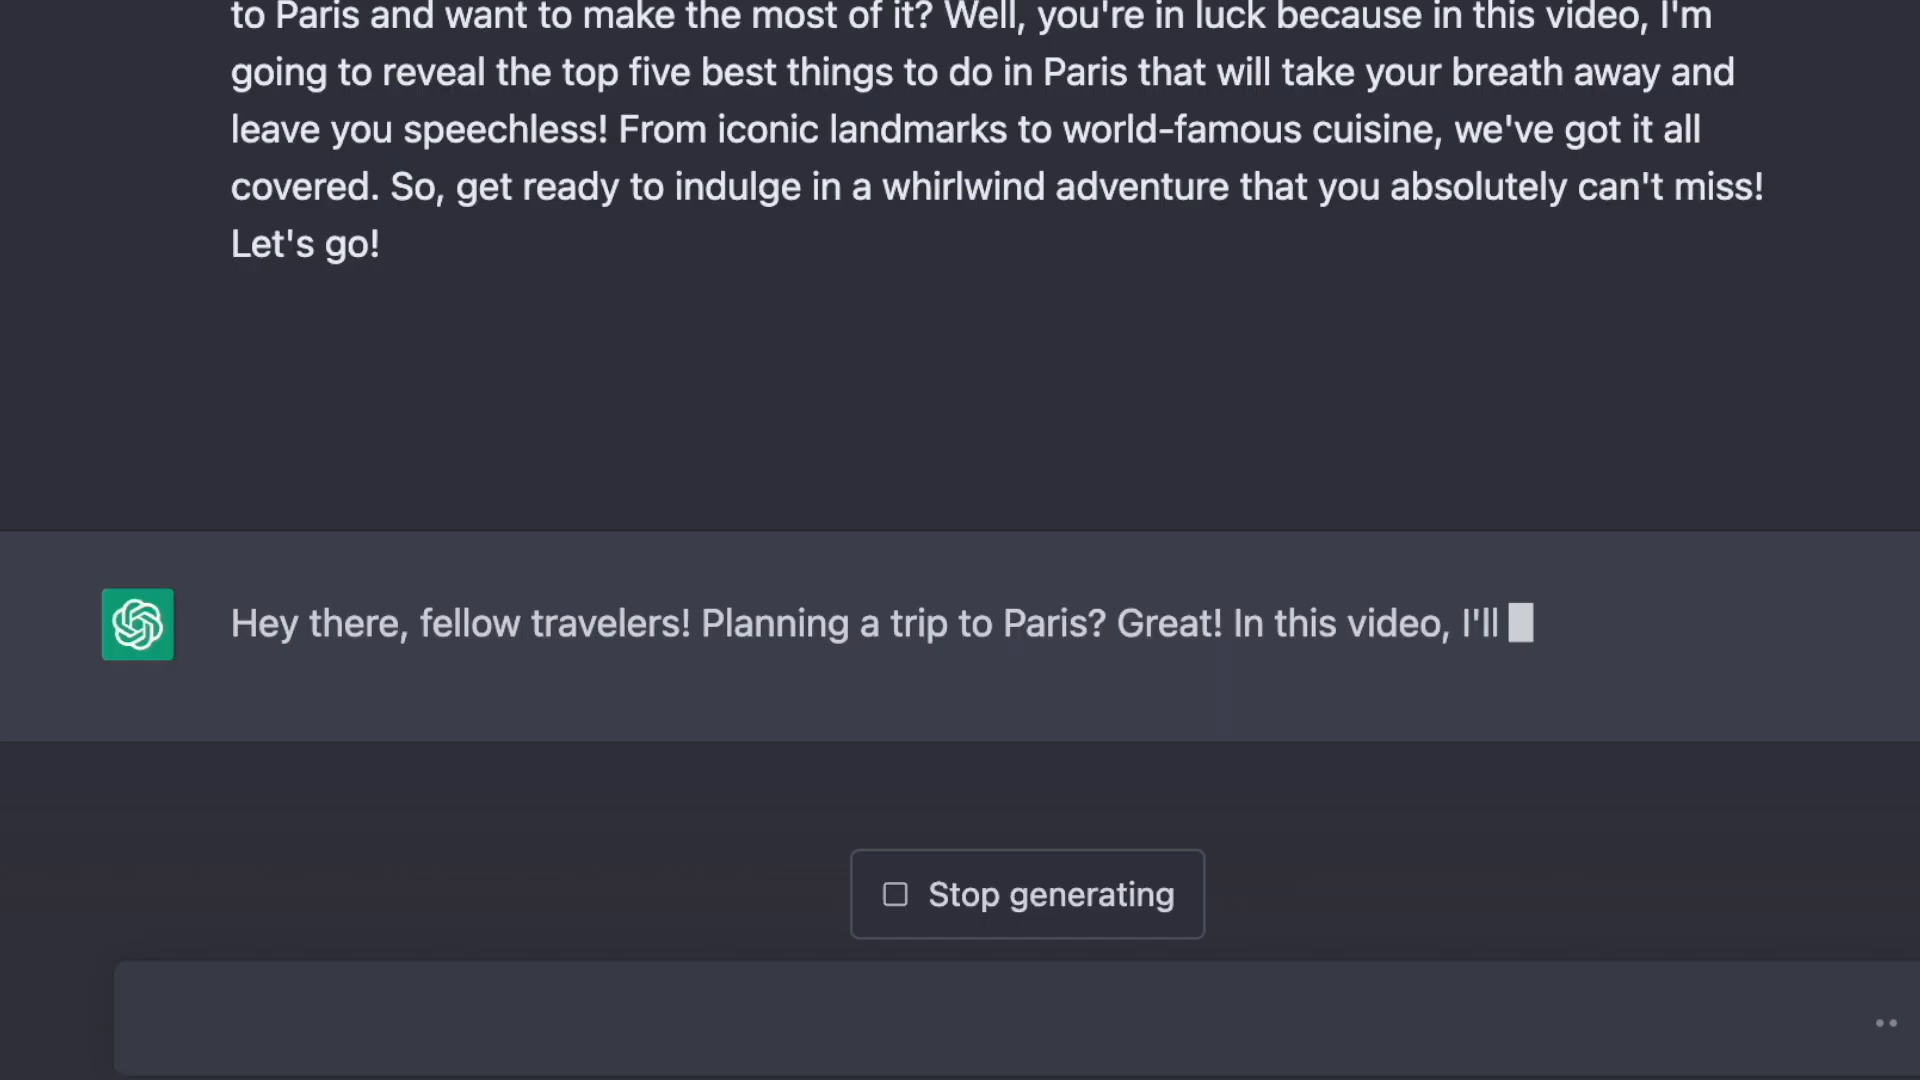 to Paris and want to make the most of it? Well, you're in luck because in this video, I'm
going to reveal the top five best things to do in Paris that will take your breath away and
leave you speechless! From iconic landmarks to world-famous cuisine, we've got it all
covered. So, get ready to indulge in a whirlwind adventure that you absolutely can't miss!
Let's go!
Hey there, fellow travelers! Planning a trip to Paris? Great! In this video, I'll
Stop generating